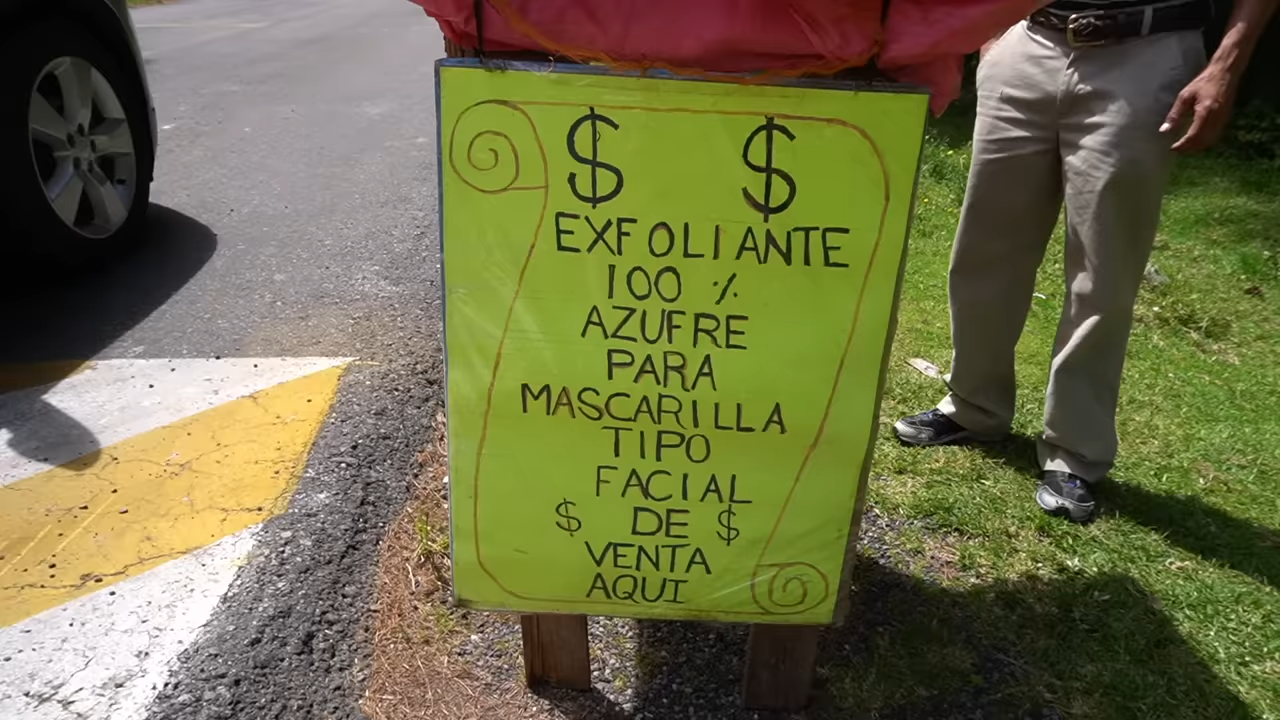 $ $
EXFOLIANTE
100 %
AZUFRE
PARA
MASCARILLA
TIPO
FACIAL
$ DE $
VENTA
AQUI